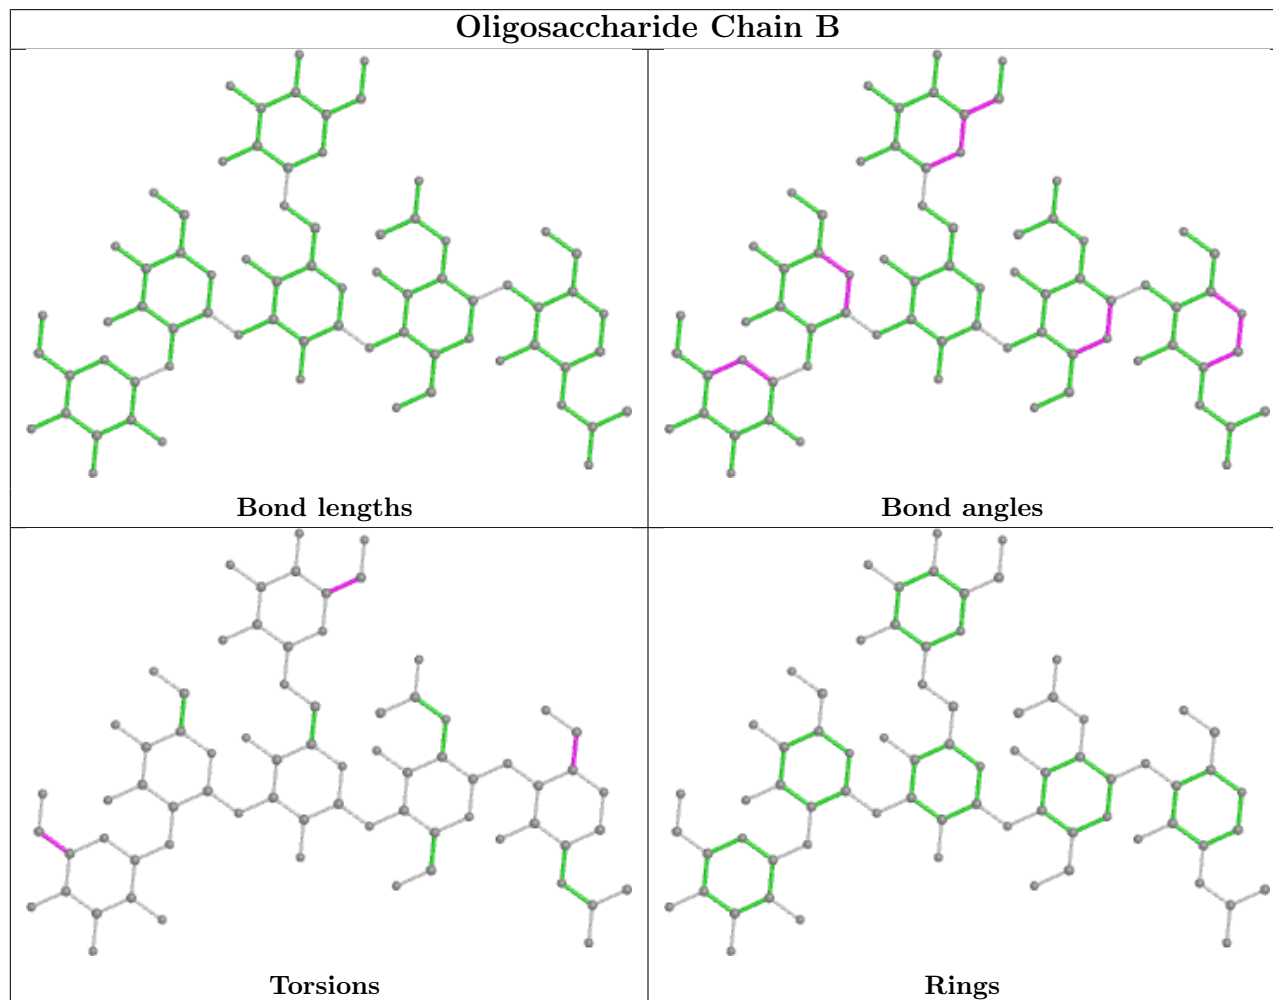 Oligosaccharide Chain B
Bond lengths
Bond angles
Torsions
Rings